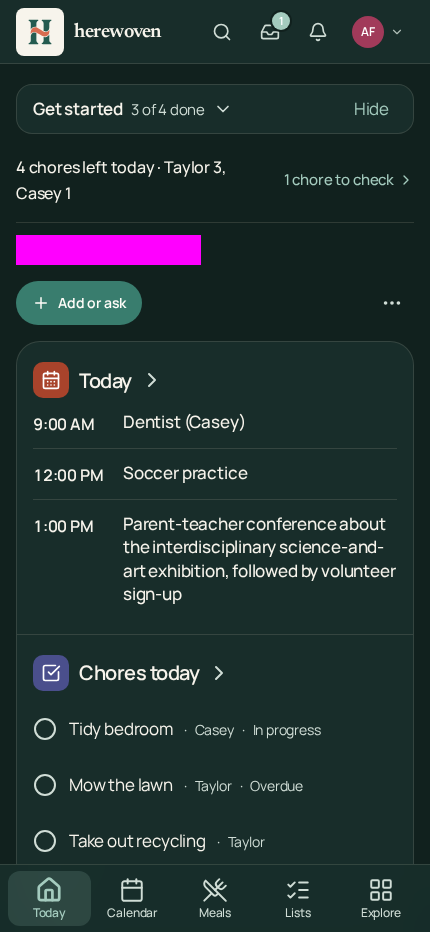 herewoven
1
AF
Get started 3 of 4 done
Hide
4 chores left today · Taylor 3,
Casey 1
1 chore to check
Add or ask
Today
9:00 AM Dentist (Casey)
12:00 PM Soccer practice
1:00 PM Parent-teacher conference about
the interdisciplinary science-and-
art exhibition, followed by volunteer
sign-up
Chores today
Tidy bedroom · Casey · In progress
Mow the lawn · Taylor · Overdue
Take out recycling · Taylor
Today
Calendar
Meals
Lists
Explore